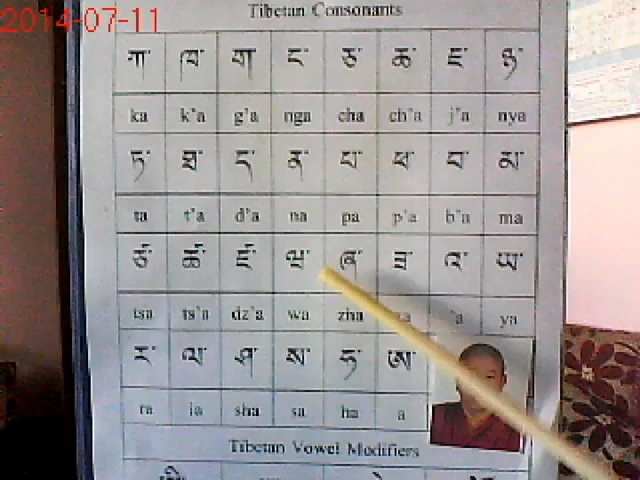 2014-07-11
Tibetan Consonants
ཀ་ ཁ་ ག་ ང་ ཅ་ ཆ་ ཇ་ ཉ་
ka k'a g'a nga cha ch'a j'a nya
ཏ་ ཐ་ ད་ ན་ པ་ ཕ་ བ་ མ་
ta t'a d'a na pa p'a b'a ma
ཙ་ ཚ་ ཛ་ ཝ་ ཞ་ ཟ་ འ་ ཡ་
tsa ts'a dz'a wa zha 'a ya
ར་ ལ་ ཤ་ ས་ ཧ་ ཨ་
ra la sha sa ha a
Tibetan Vowel Modifiers